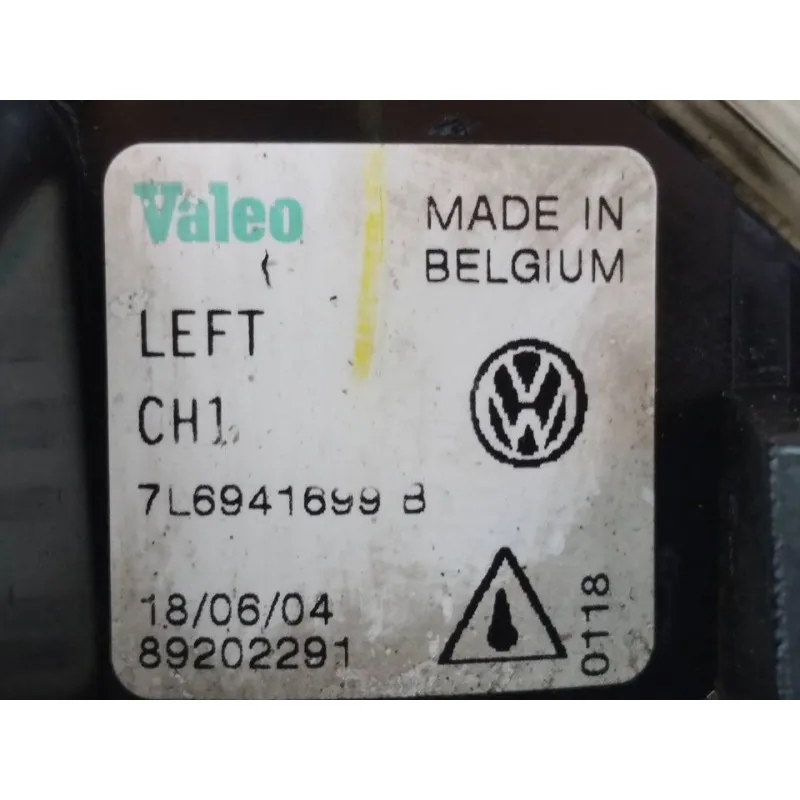 Valeo
MADE IN
BELGIUM
LEFT
CH1
7L6941699 B
18/06/04
89202291
0118